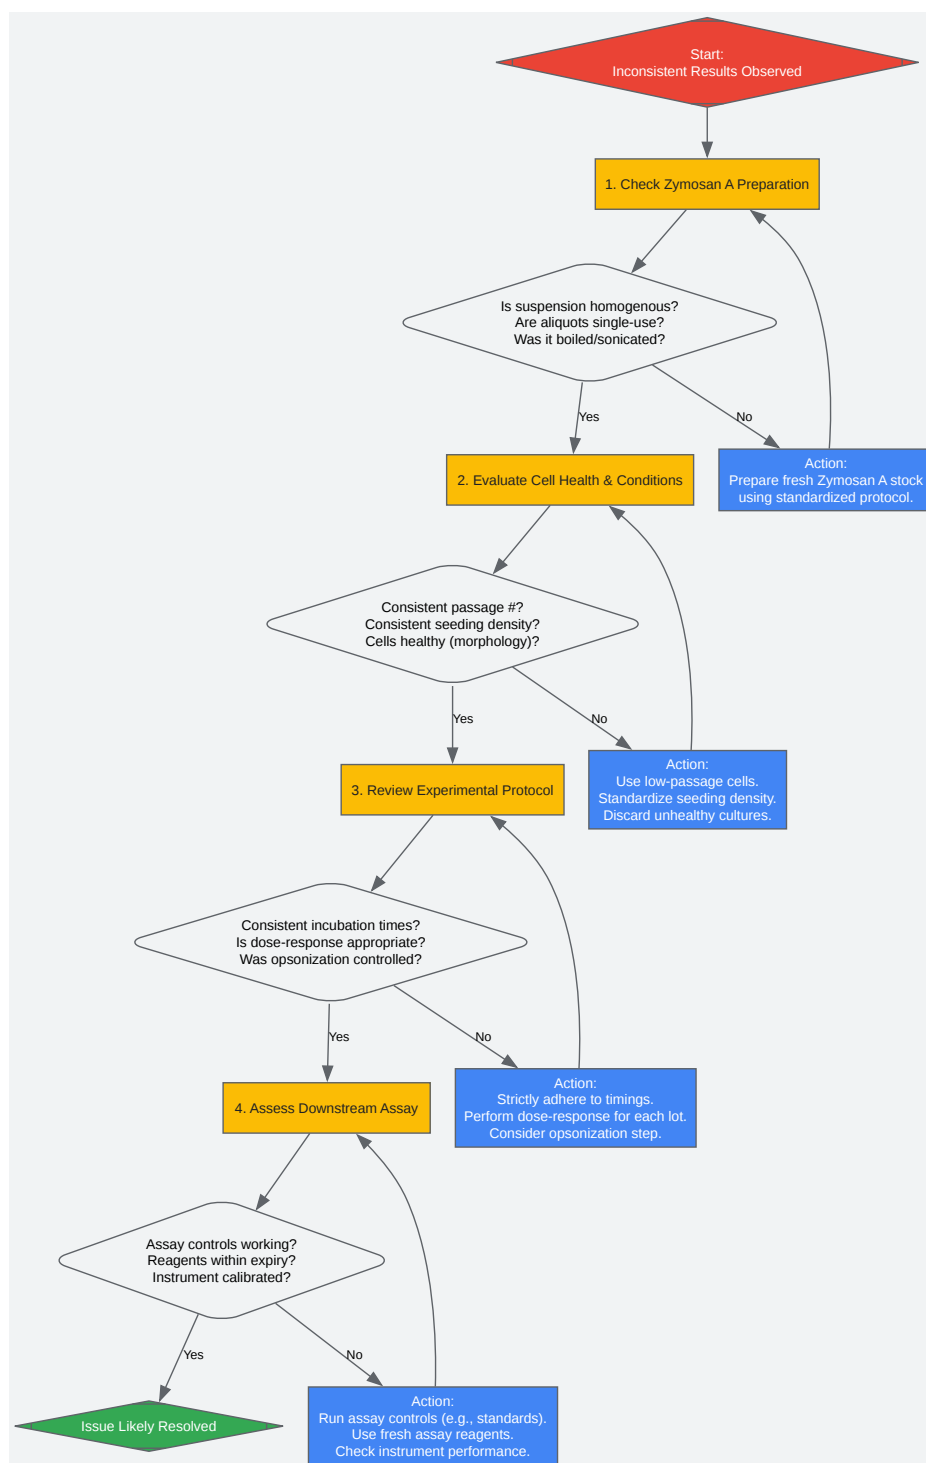 Start:
Inconsistent Results Observed
1. Check Zymosan A Preparation
Is suspension homogenous?
Are aliquots single-use?
Was it boiled/sonicated?
Yes
No
Action:
Prepare fresh Zymosan A stock
using standardized protocol.
2. Evaluate Cell Health & Conditions
Consistent passage #?
Consistent seeding density?
Cells healthy (morphology)?
Yes
No
Action:
Use low-passage cells.
Standardize seeding density.
Discard unhealthy cultures.
3. Review Experimental Protocol
Consistent incubation times?
Is dose-response appropriate?
Was opsonization controlled?
Yes
No
Action:
Strictly adhere to timings.
Perform dose-response for each lot.
Consider opsonization step.
4. Assess Downstream Assay
Assay controls working?
Reagents within expiry?
Instrument calibrated?
Yes
No
Action:
Run assay controls (e.g., standards).
Use fresh assay reagents.
Check instrument performance.
Issue Likely Resolved